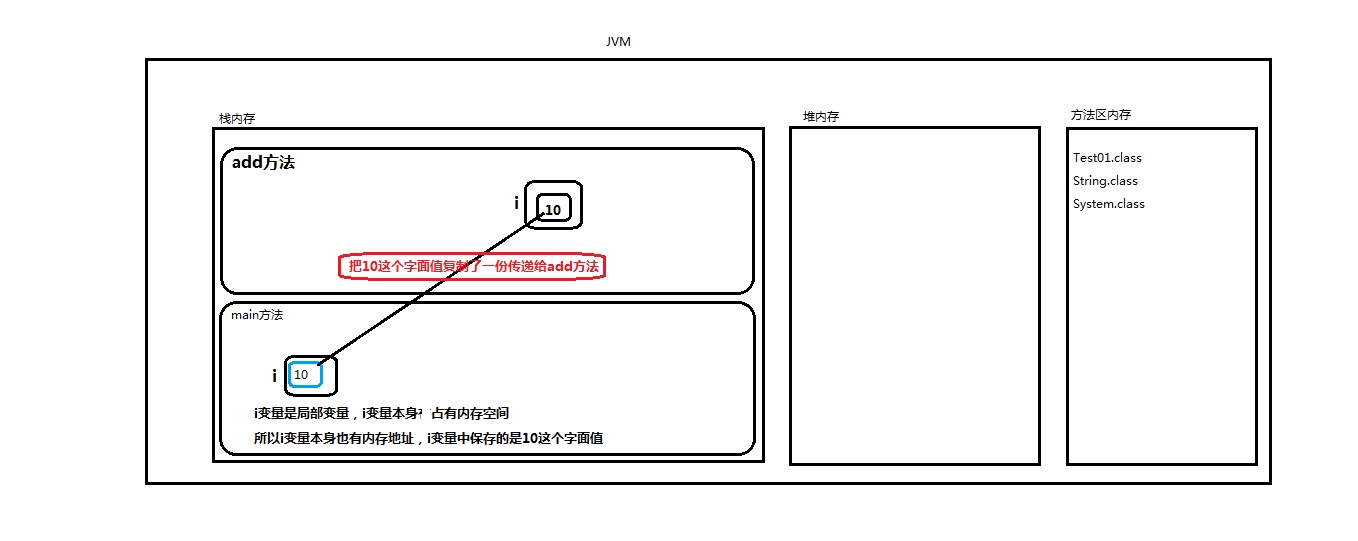 JVM
栈内存
add方法
i
10
把10这个字面值复制了一份传递给add方法
main方法
i
10
i变量是局部变量，i变量本身 占有内存空间
所以i变量本身也有内存地址，i变量中保存的是10这个字面值
堆内存
方法区内存
Test01.class
String.class
System.class